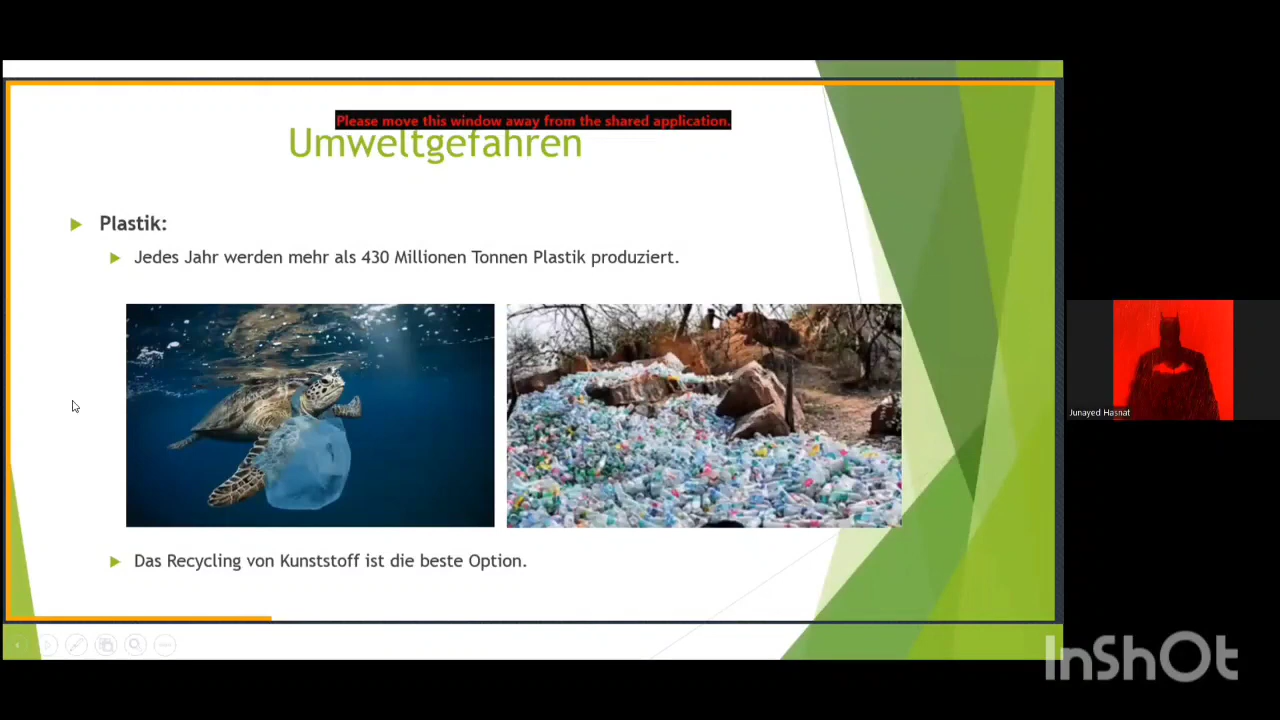 Please move this window away from the shared application.
Umweltgefahren
Plastik:
Jedes Jahr werden mehr als 430 Millionen Tonnen Plastik produziert.
Das Recycling von Kunststoff ist die beste Option.
Junayed Hasnat
InShOt